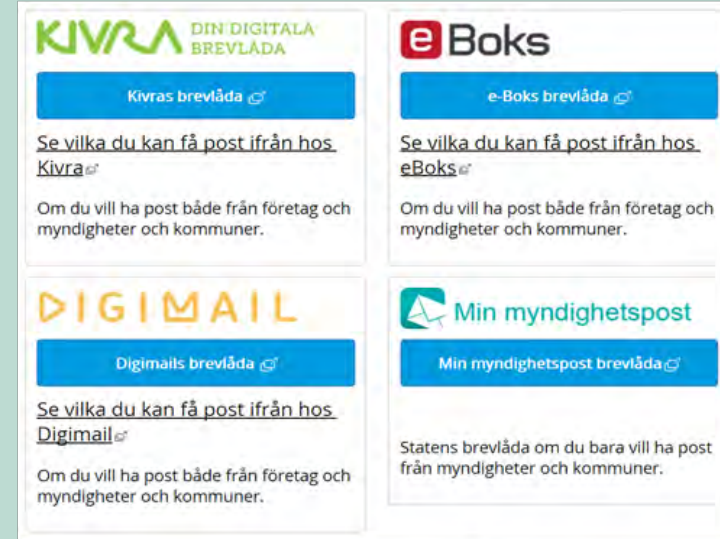 KIVRA DIN DIGITALA
BREVLÅDA
Kivras brevlåda
Se vilka du kan få post ifrån hos
Kivra
Om du vill ha post både från företag och
myndigheter och kommuner.
e Boks
e-Boks brevlåda
Se vilka du kan få post ifrån hos
eBoks
Om du vill ha post både från företag och
myndigheter och kommuner.
DIGIMAIL
Digimails brevlåda
Se vilka du kan få post ifrån hos
Digimail
Om du vill ha post både från företag och
myndigheter och kommuner.
Min myndighetspost
Min myndighetspost brevlåda
Statens brevlåda om du bara vill ha post
från myndigheter och kommuner.